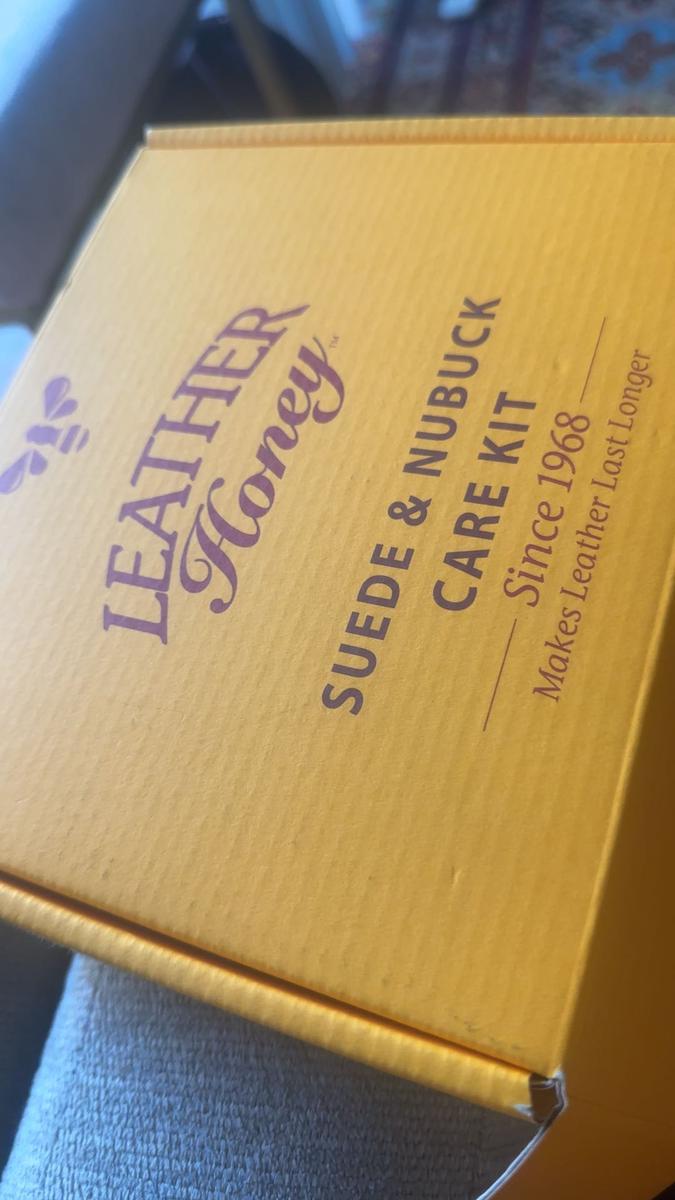 LEATHER
Honey™
SUEDE & NUBUCK
CARE KIT
Since 1968
Makes Leather Last Longer